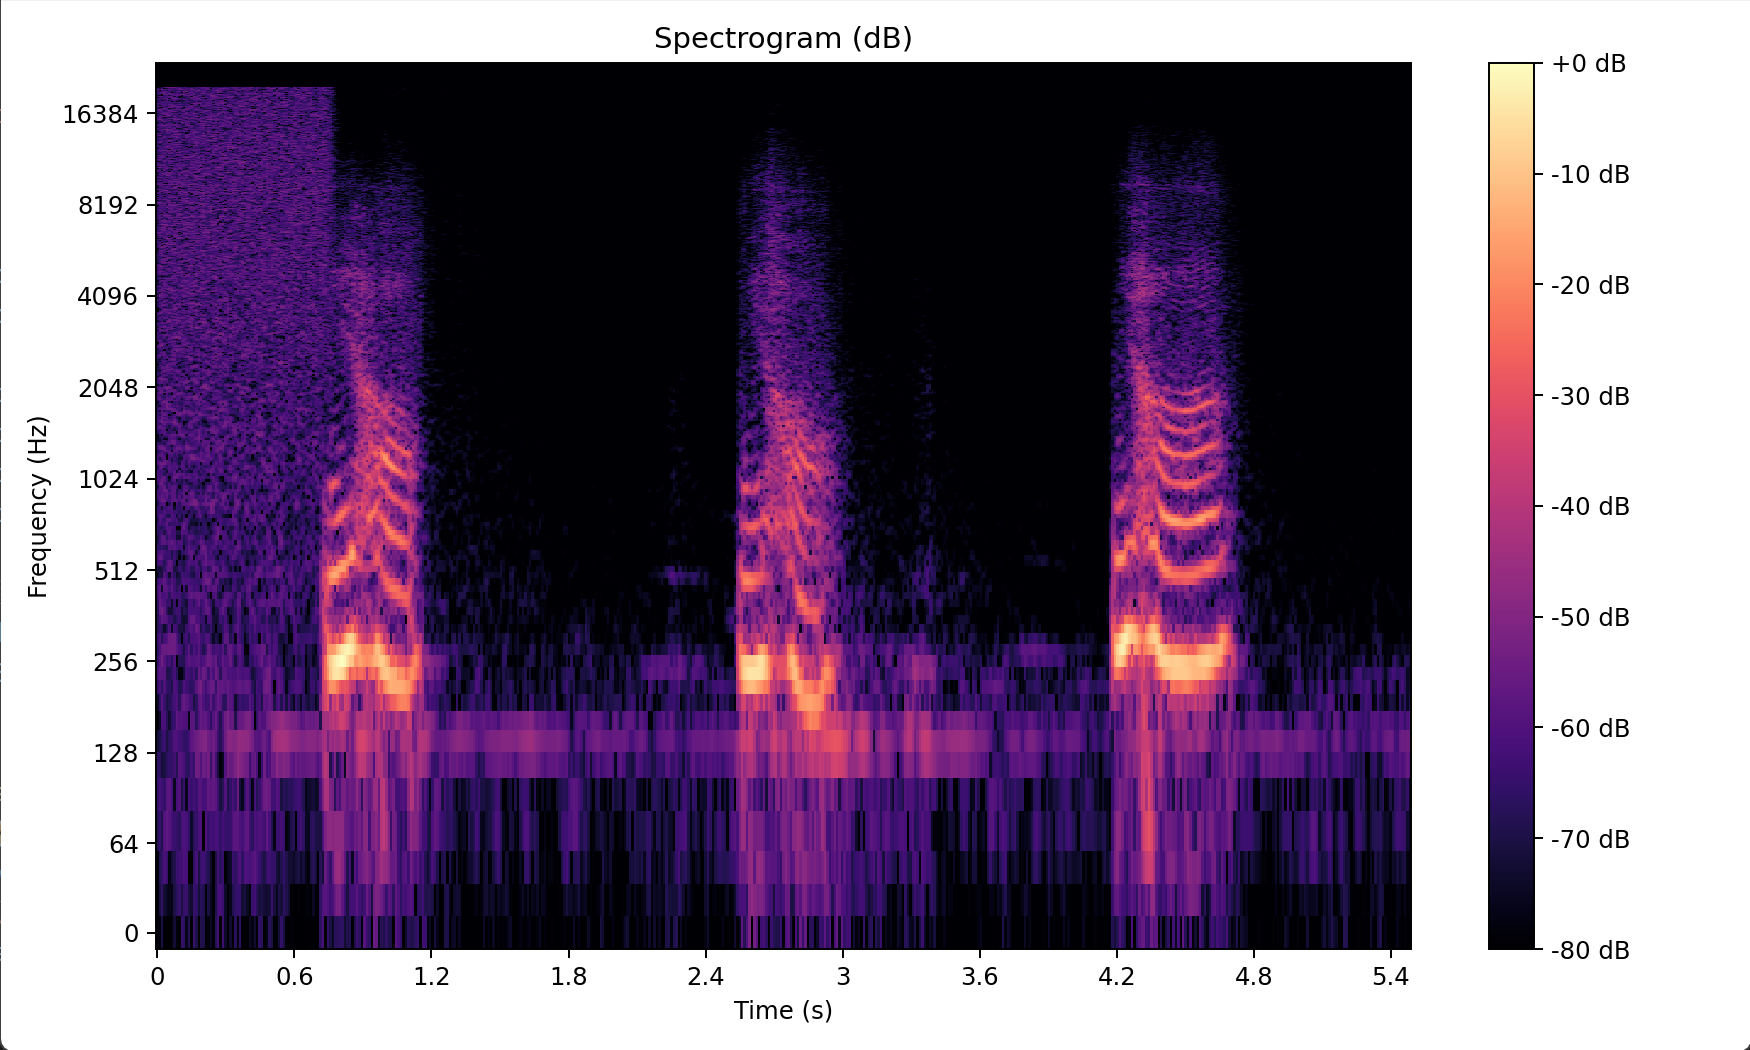 Spectrogram (dB)
Frequency (Hz)
16384
8192
4096
2048
1024
512
256
128
64
0
0 0.6 1.2 1.8 2.4 3 3.6 4.2 4.8 5.4
Time (s)
+0 dB
-10 dB
-20 dB
-30 dB
-40 dB
-50 dB
-60 dB
-70 dB
-80 dB